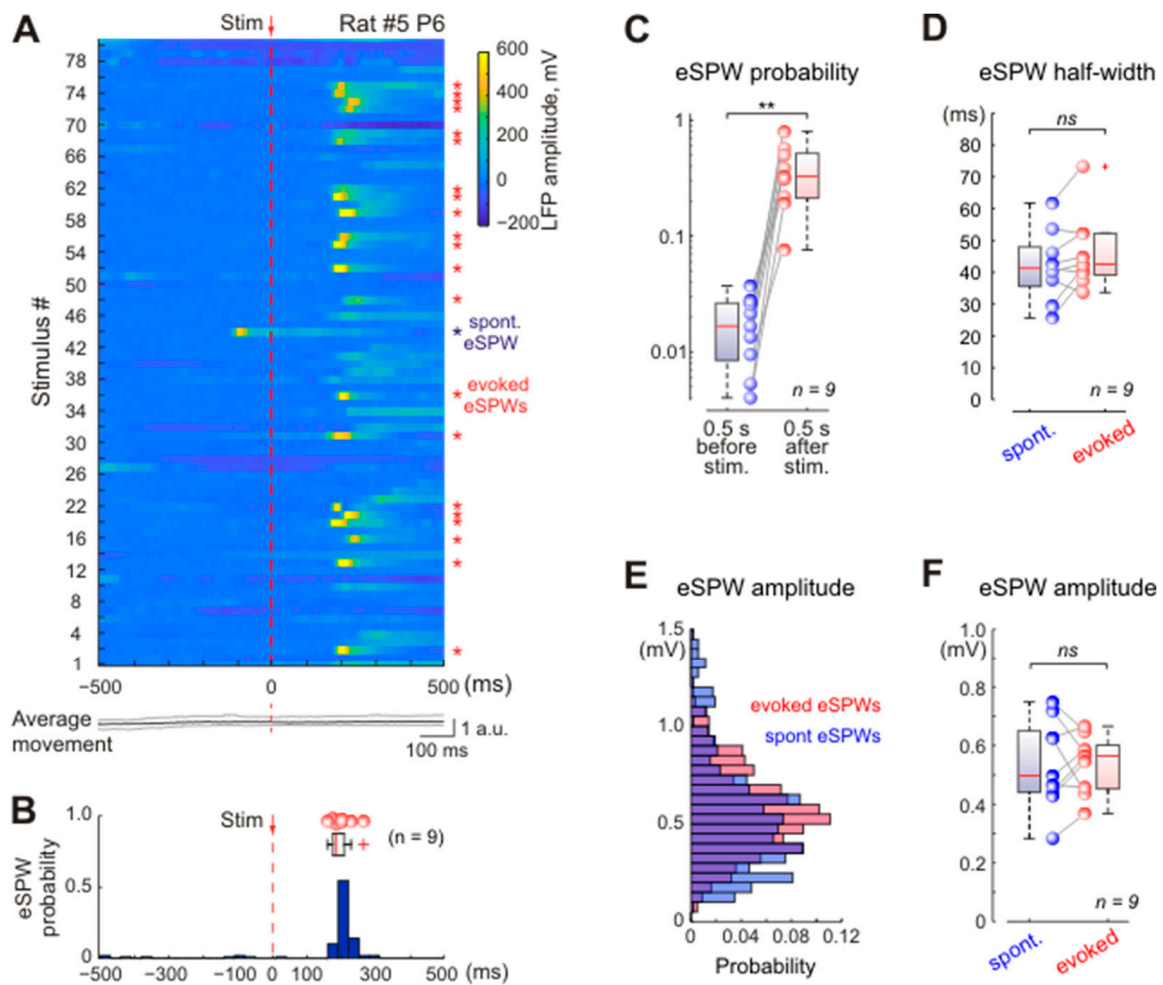 A
Stim
Rat #5 P6
78
74
70
66
62
58
54
50
46
42
38
34
30
26
22
16
12
8
4
1
Stimulus #
600
400
200
0
−200
LFP amplitude, mV
*
spont.
eSPW
evoked
eSPWs
−500
0
500 (ms)
Average
movement
1 a.u.
100 ms
B
Stim
1.0
0.5
0
eSPW
probability
(n = 9)
−500
−300
−100
0
100
300
500
(ms)
C
eSPW probability
**
1
0.1
0.01
n = 9
0.5 s
before
stim.
0.5 s
after
stim.
D
eSPW half-width
[ms]
ns
80
70
60
50
40
30
20
10
0
n = 9
spont.
evoked
E
eSPW amplitude
1.5
(mV)
1.0
0.5
0
evoked eSPWs
spont eSPWs
0
0.04
0.08
0.12
Probability
F
eSPW amplitude
1.0
(mV)
ns
0.8
0.6
0.4
0.2
0
n = 9
spont.
evoked